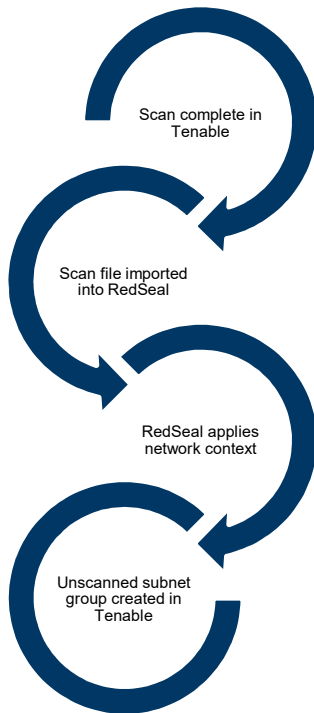 Scan complete in
Tenable
Scan file imported
into RedSeal
RedSeal applies
network context
Unscanned subnet
group created in
Tenable